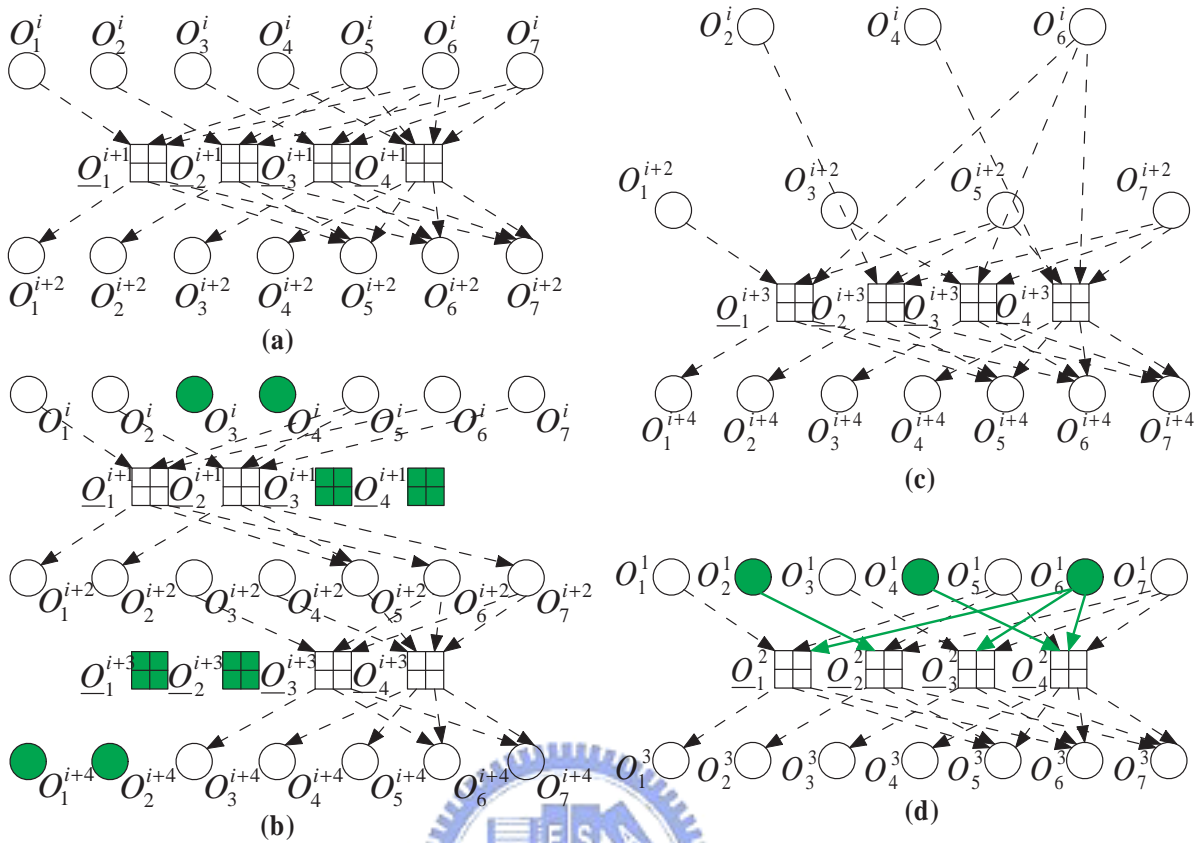 O_1^i O_2^i O_3^i O_4^i O_5^i O_6^i O_7^i
O_1^{i+1} O_2^{i+1} O_3^{i+1} O_4^{i+1}
O_1^{i+2} O_2^{i+2} O_3^{i+2} O_4^{i+2} O_5^{i+2} O_6^{i+2} O_7^{i+2}
(a)
O_1^i O_2^i O_3^i O_4^i O_5^i O_6^i O_7^i
O_1^{i+1} O_2^{i+1} O_3^{i+1} O_4^{i+1}
O_1^{i+2} O_2^{i+2} O_3^{i+2} O_4^{i+2} O_5^{i+2} O_6^{i+2} O_7^{i+2}
O_1^{i+3} O_2^{i+3} O_3^{i+3} O_4^{i+3}
O_1^{i+4} O_2^{i+4} O_3^{i+4} O_4^{i+4} O_5^{i+4} O_6^{i+4} O_7^{i+4}
(b)
O_2^i O_4^i O_6^i
O_1^{i+2} O_3^{i+2} O_5^{i+2} O_7^{i+2}
O_1^{i+3} O_2^{i+3} O_3^{i+3} O_4^{i+3}
O_1^{i+4} O_2^{i+4} O_3^{i+4} O_4^{i+4} O_5^{i+4} O_6^{i+4} O_7^{i+4}
(c)
O_1^1 O_2^1 O_3^1 O_4^1 O_5^1 O_6^1 O_7^1
O_1^2 O_2^2 O_3^2 O_4^2
O_1^3 O_2^3 O_3^3 O_4^3 O_5^3 O_6^3 O_7^3
(d)